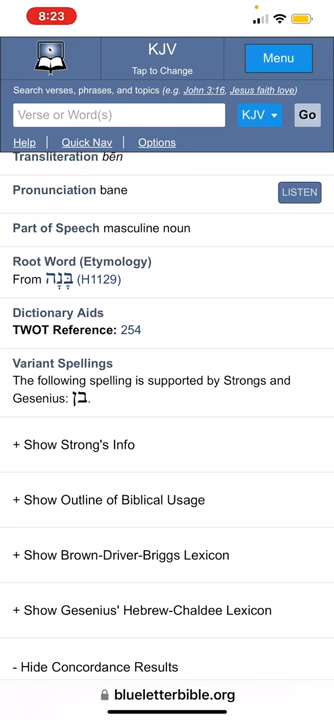 8:23
KJV
Tap to Change
Menu
Search verses, phrases, and topics (e.g. John 3:16, Jesus faith love)
Verse or Word(s)
KJV
Go
Help Quick Nav Options
Transliteration bēn
Pronunciation bane
LISTEN
Part of Speech masculine noun
Root Word (Etymology)
From בָּנָה (H1129)
Dictionary Aids
TWOT Reference: 254
Variant Spellings
The following spelling is supported by Strongs and
Gesenius: בן.
+ Show Strong's Info
+ Show Outline of Biblical Usage
+ Show Brown-Driver-Briggs Lexicon
+ Show Gesenius' Hebrew-Chaldee Lexicon
- Hide Concordance Results
blueletterbible.org